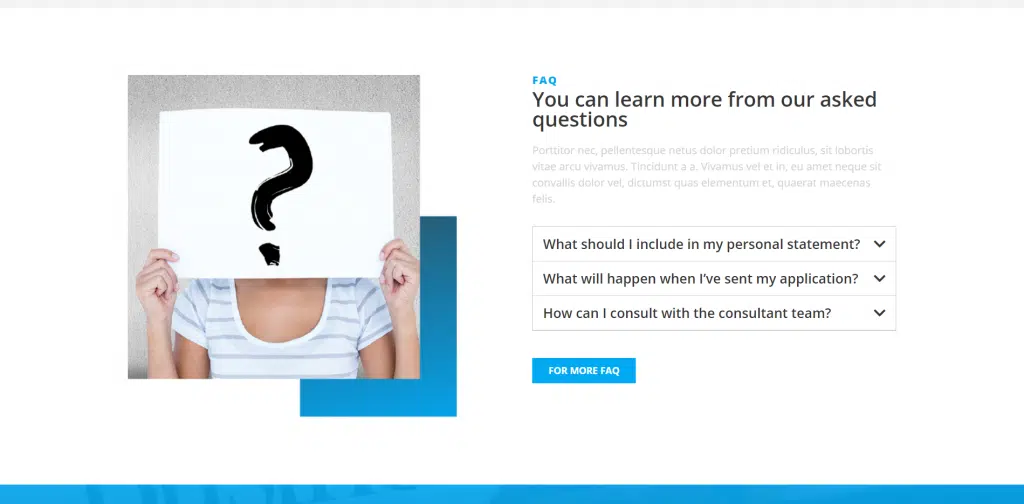 ?
FAQ
You can learn more from our asked
questions
Porttitor nec, pellentesque netus dolor pretium ridiculus, sit lobortis
vitae arcu vivamus. Tincidunt a a. Vivamus vel et in, eu amet neque sit
convallis dolor vel, dictumst quas elementum et, quaerat maecenas
felis.
What should I include in my personal statement?
What will happen when I’ve sent my application?
How can I consult with the consultant team?
FOR MORE FAQ